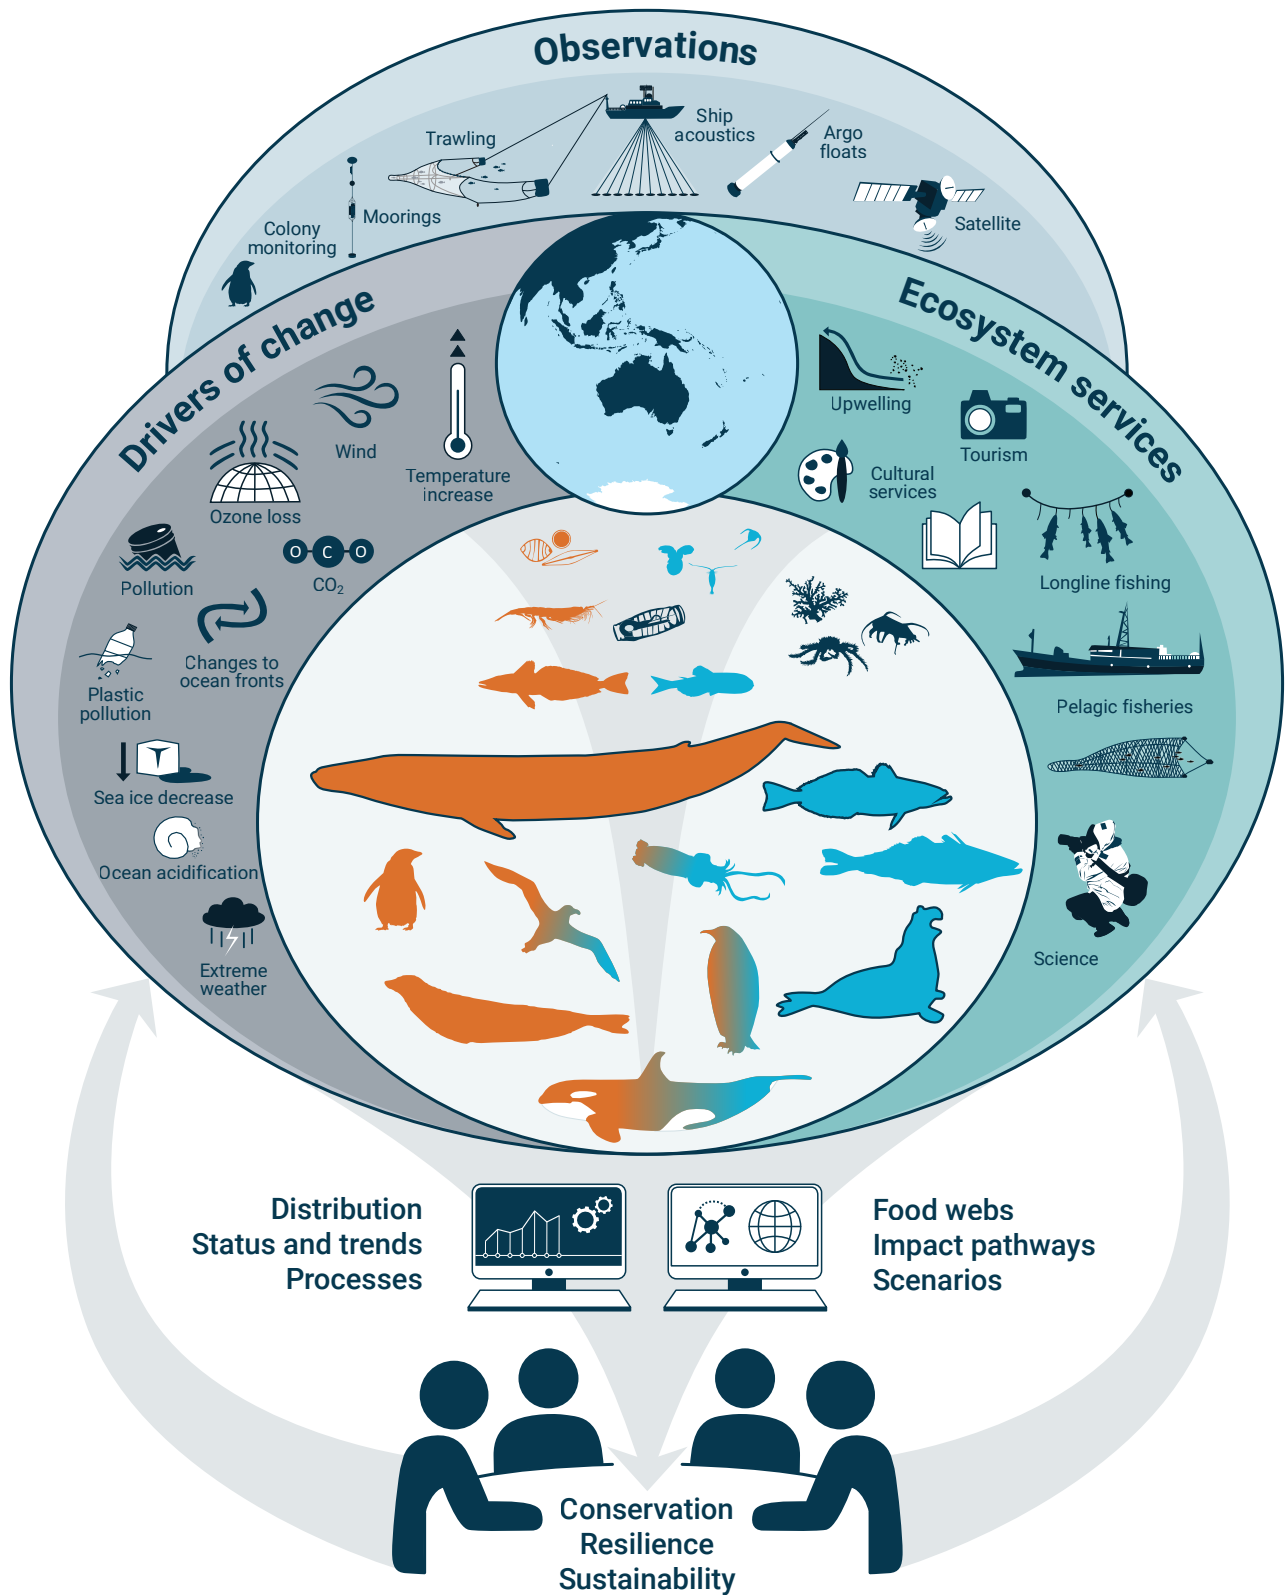 Observations
Ship
acoustics
Trawling
Argo
floats
Moorings
Colony
monitoring
Satellite
Drivers of change
Wind
Temperature
increase
Ozone loss
Pollution
O C O
CO₂
Changes to
ocean fronts
Plastic
pollution
Sea ice decrease
Ocean acidification
Extreme
weather
Ecosystem services
Upwelling
Tourism
Cultural
services
Longline fishing
Pelagic fisheries
Science
Distribution
Status and trends
Processes
Food webs
Impact pathways
Scenarios
Conservation
Resilience
Sustainability